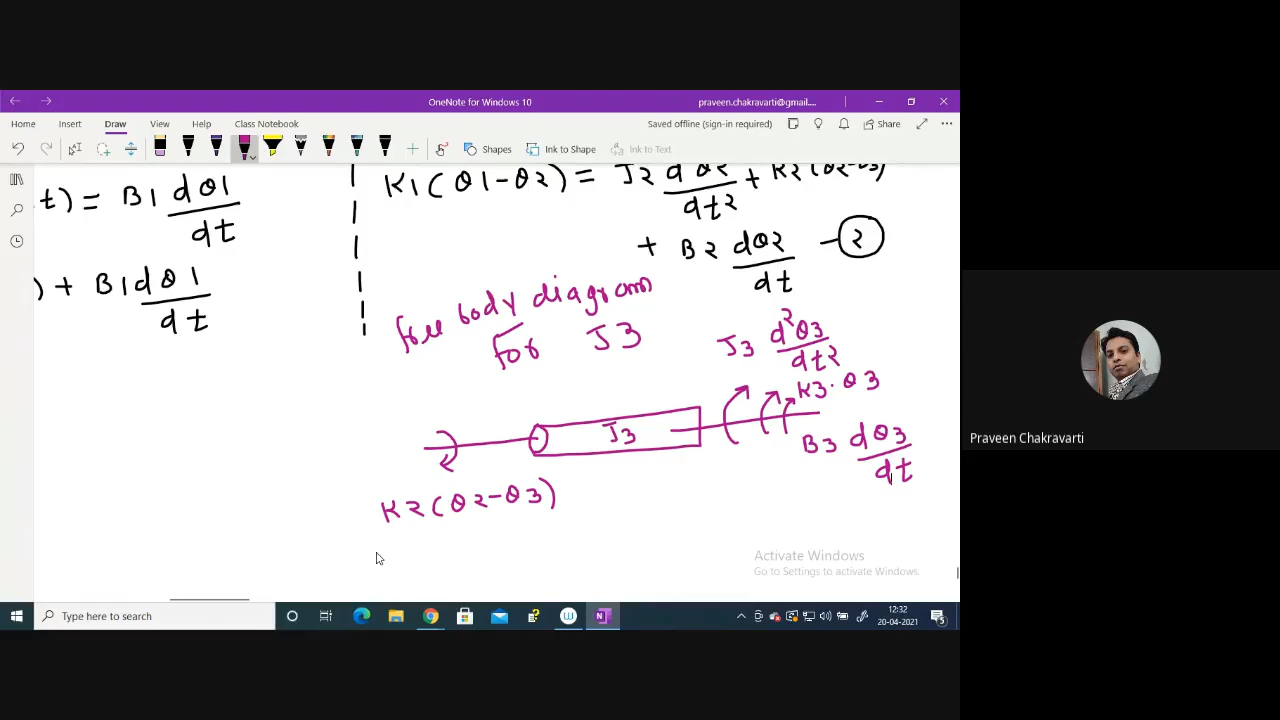 OneNote for Windows 10
praveen.chakravarti@gmail....
Home Insert Draw View Help Class Notebook
Saved offline (sign-in required)
Share
Shapes
Ink to Shape
Ink to Text
t) = B1 dθ1/dt
) + B1 dθ1/dt
K1(θ1-θ2) = J2 d²θ2/dt2 + K2(θ2-θ3)
+ B2 dθ2/dt - 2
free body diagram
for J3
J3 d²θ3/dt2
K3·θ3
J3
B3 dθ3/dt
K2(θ2-θ3)
Praveen Chakravarti
Activate Windows
Go to Settings to activate Windows.
Type here to search
12:32
20-04-2021
5